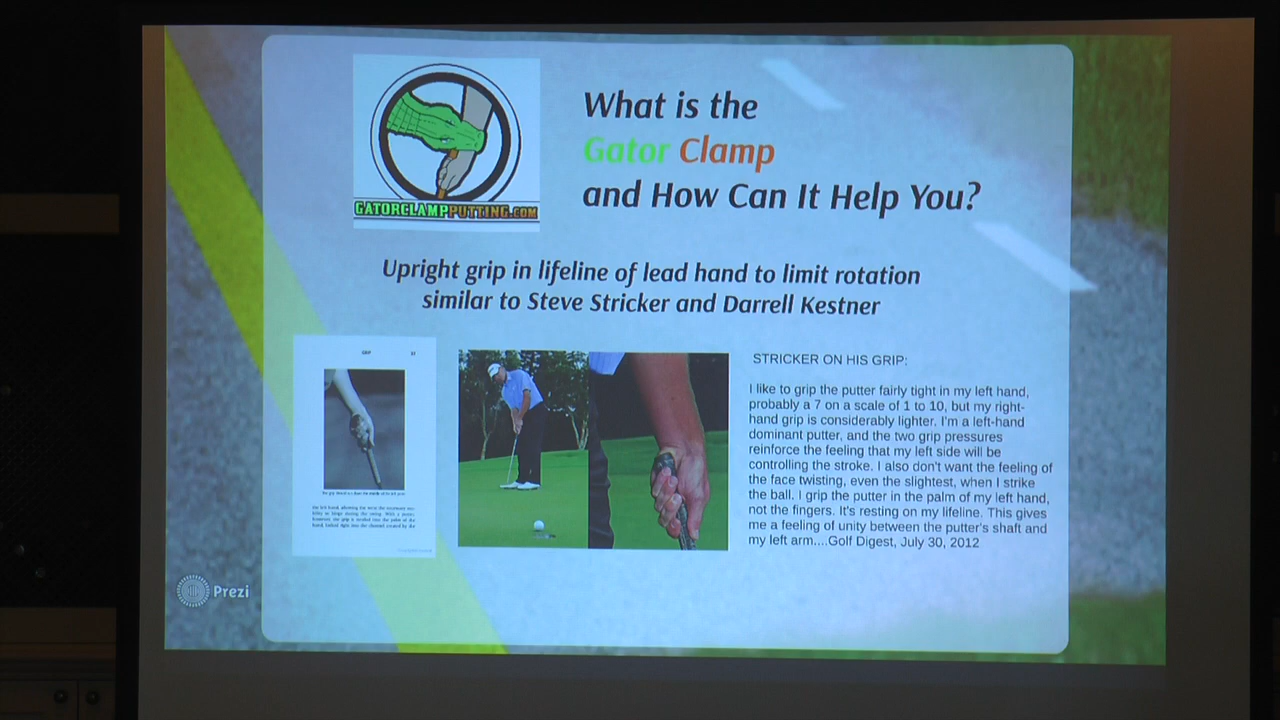 What is the
Gator Clamp
and How Can It Help You?
GATORCLAMPPUTTING.COM
Upright grip in lifeline of lead hand to limit rotation
similar to Steve Stricker and Darrell Kestner
GRIP
STRICKER ON HIS GRIP:
I like to grip the putter fairly tight in my left hand,
probably a 7 on a scale of 1 to 10, but my right-
hand grip is considerably lighter. I'm a left-hand
dominant putter, and the two grip pressures
reinforce the feeling that my left side will be
controlling the stroke. I also don't want the feeling of
the face twisting, even the slightest, when I strike
the ball. I grip the putter in the palm of my left hand,
not the fingers. It's resting on my lifeline. This gives
me a feeling of unity between the putter's shaft and
my left arm....Golf Digest, July 30, 2012
Prezi